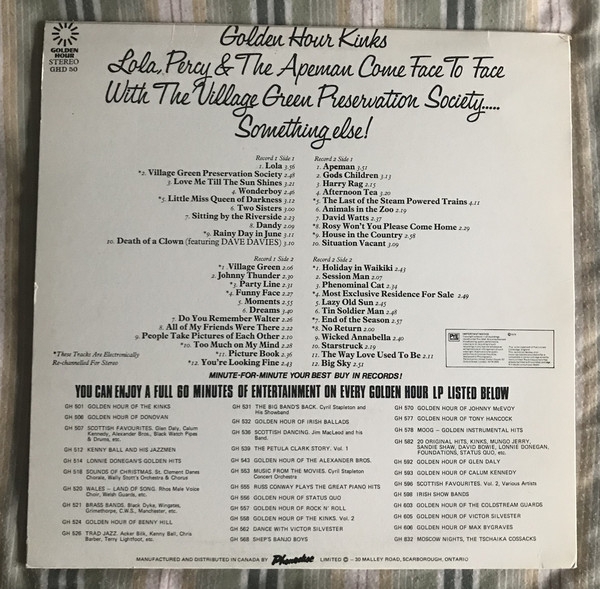 GOLDEN
HOUR
STEREO
GHD 50
Golden Hour Kinks
Lola, Percy & The Apeman Come Face To Face
With The Village Green Preservation Society.....
Something else!
Record 1 Side 1
1. Lola 3.56
*2. Village Green Preservation Society 2.48
3. Love Me Till The Sun Shines 3.21
4. Wonderboy 2.46
*5. Little Miss Queen of Darkness 3.12
6. Two Sisters 3.00
7. Sitting by the Riverside 2.23
8. Dandy 2.09
*9. Rainy Day in June 3.11
10. Death of a Clown (featuring DAVE DAVIES) 3.10
Record 2 Side 1
1. Apeman 3.51
2. Gods Children 3.13
3. Harry Rag 2.15
4. Afternoon Tea 3.20
*5. The Last of the Steam Powered Trains 4.11
6. Animals in the Zoo 2.19
7. David Watts 2.37
*8. Rosy Won't You Please Come Home 2.29
*9. House in the Country 2.58
10. Situation Vacant 3.09
Record 1 Side 2
*1. Village Green 2.06
2. Johnny Thunder 2.30
*3. Party Line 2.31
*4. Funny Face 2.27
5. Moments 2.55
6. Dreams 3.40
7. Do You Remember Walter 2.26
8. All of My Friends Were There 2.22
9. People Take Pictures of Each Other 2.10
*10. Too Much on My Mind 2.28
*11. Picture Book 2.36
*12. You're Looking Fine 2.43
Record 2 Side 2
*1. Holiday in Waikiki 2.43
2. Session Man 2.07
3. Phenominal Cat 2.34
*4. Most Exclusive Residence For Sale 2.49
5. Lazy Old Sun 2.45
6. Tin Soldier Man 2.48
*7. End of the Season 2.57
*8. No Return 2.00
9. Wicked Annabella 2.40
10. Starstruck 2.19
11. The Way Love Used To Be 2.11
12. Big Sky 2.51
*These Tracks Are Electronically
Re-channelled For Stereo
MINUTE-FOR-MINUTE YOUR BEST BUY IN RECORDS!
YOU CAN ENJOY A FULL 60 MINUTES OF ENTERTAINMENT ON EVERY GOLDEN HOUR LP LISTED BELOW
GH 501 GOLDEN HOUR OF THE KINKS
GH 506 GOLDEN HOUR OF DONOVAN
GH 507 SCOTTISH FAVOURITES. Glen Daly, Calum
Kennedy, Alexander Bros., Black Watch Pipes
& Drums, etc.
GH 512 KENNY BALL AND HIS JAZZMEN
GH 514 LONNIE DONEGAN'S GOLDEN HITS
GH 518 SOUNDS OF CHRISTMAS. St. Clement Danes
Chorale, Wally Stott's Orchestra & Chorus
GH 520 WALES - LAND OF SONG. Rhos Male Voice
Choir, Welsh Guards, etc.
GH 521 BRASS BANDS. Black Dyke, Wingates,
Grimethorpe, C.W.S., Manchester, etc.
GH 524 GOLDEN HOUR OF BENNY HILL
GH 526 TRAD JAZZ. Acker Bilk, Kenny Ball, Chris
Barber, Terry Lightfoot, etc.
GH 531 THE BIG BAND'S BACK. Cyril Stapleton and
His Showband
GH 532 GOLDEN HOUR OF IRISH BALLADS
GH 536 SCOTTISH DANCING. Jim MacLeod and his
Band.
GH 539 THE PETULA CLARK STORY. Vol. 1
GH 543 GOLDEN HOUR OF THE ALEXANDER BROS.
GH 553 MUSIC FROM THE MOVIES. Cyril Stapleton
Concert Orchestra
GH 555 RUSS CONWAY PLAYS THE GREAT PIANO HITS
GH 556 GOLDEN HOUR OF STATUS QUO
GH 557 GOLDEN HOUR OF ROCK N' ROLL
GH 558 GOLDEN HOUR OF THE KINKS. Vol. 2
GH 562 DANCE WITH VICTOR SILVESTER
GH 568 SHEP'S BANJO BOYS
GH 570 GOLDEN HOUR OF JOHNNY McEVOY
GH 577 GOLDEN HOUR OF TONY HANCOCK
GH 578 MOOG - GOLDEN INSTRUMENTAL HITS
GH 582 20 ORIGINAL HITS, KINKS, MUNGO JERRY,
SANDIE SHAW, DAVID BOWIE, LONNIE DONEGAN,
FOUNDATIONS, STATUS QUO, etc.
GH 592 GOLDEN HOUR OF GLEN DALY
GH 593 GOLDEN HOUR OF CALUM KENNEDY
GH 596 SCOTTISH FAVOURITES. Vol. 2, Various Artists
GH 598 IRISH SHOW BANDS
GH 603 GOLDEN HOUR OF THE COLDSTREAM GUARDS
GH 605 GOLDEN HOUR OF VICTOR SILVESTER
GH 606 GOLDEN HOUR OF MAX BYGRAVES
GH 832 MOSCOW NIGHTS, THE TSCHAIKA COSSACKS
MANUFACTURED AND DISTRIBUTED IN CANADA BY Phonodisc LIMITED © - 30 MALLEY ROAD, SCARBOROUGH, ONTARIO